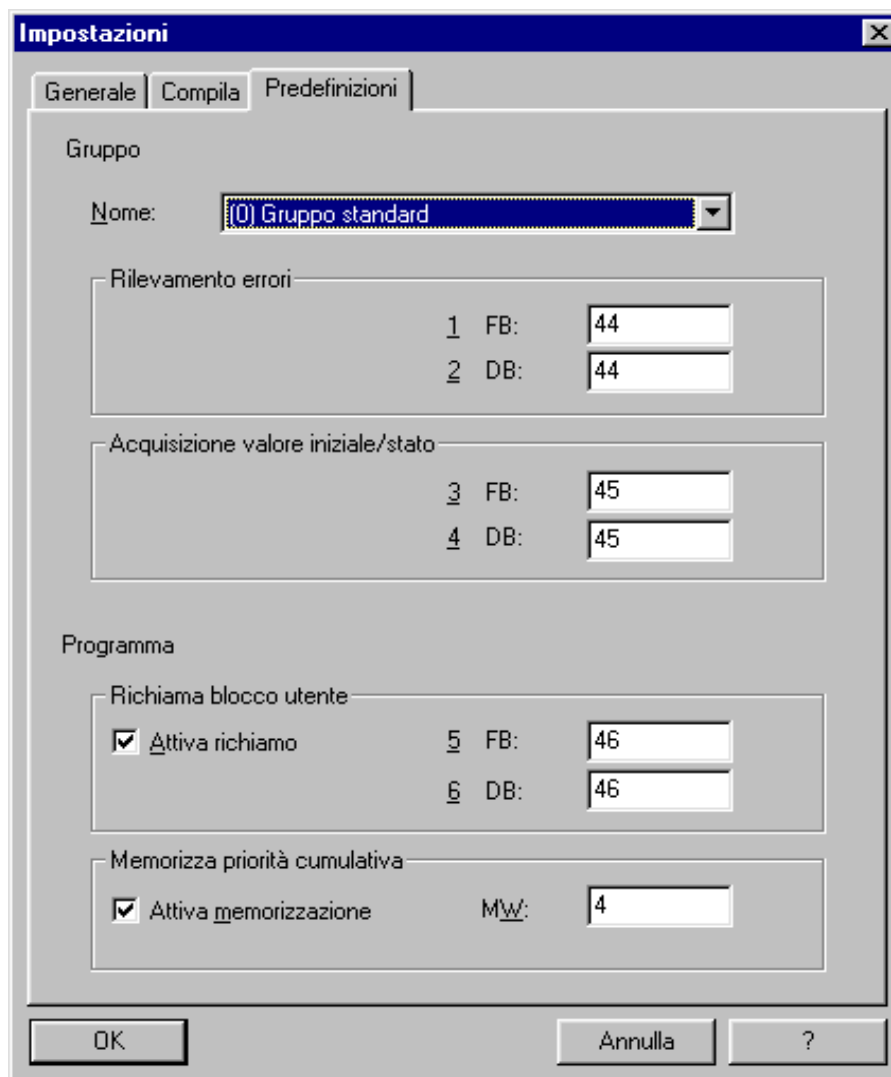 Impostazioni
Generale Compila Predefinizioni
Gruppo
Nome: (0) Gruppo standard
Rilevamento errori
1 FB: 44
2 DB: 44
Acquisizione valore iniziale/stato
3 FB: 45
4 DB: 45
Programma
Richiama blocco utente
Attiva richiamo 5 FB: 46
6 DB: 46
Memorizza priorità cumulativa
Attiva memorizzazione MW: 4
OK Annulla ?